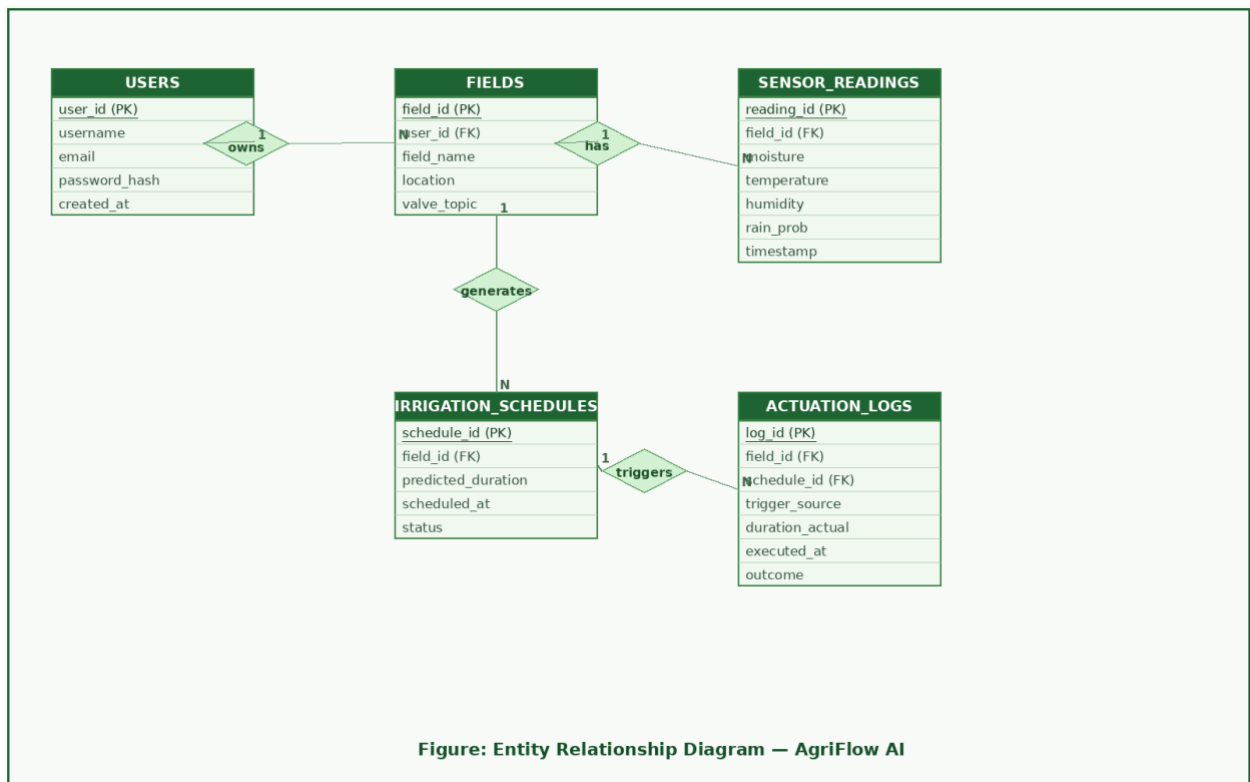 USERS
user_id (PK)
username
email
password_hash
created_at
1
owns
N
FIELDS
field_id (PK)
user_id (FK)
field_name
location
valve_topic
1
has
N
SENSOR_READINGS
reading_id (PK)
field_id (FK)
moisture
temperature
humidity
rain_prob
timestamp
1
generates
N
IRRIGATION_SCHEDULES
schedule_id (PK)
field_id (FK)
predicted_duration
scheduled_at
status
1
triggers
N
ACTUATION_LOGS
log_id (PK)
field_id (FK)
schedule_id (FK)
trigger_source
duration_actual
executed_at
outcome
Figure: Entity Relationship Diagram — AgriFlow AI